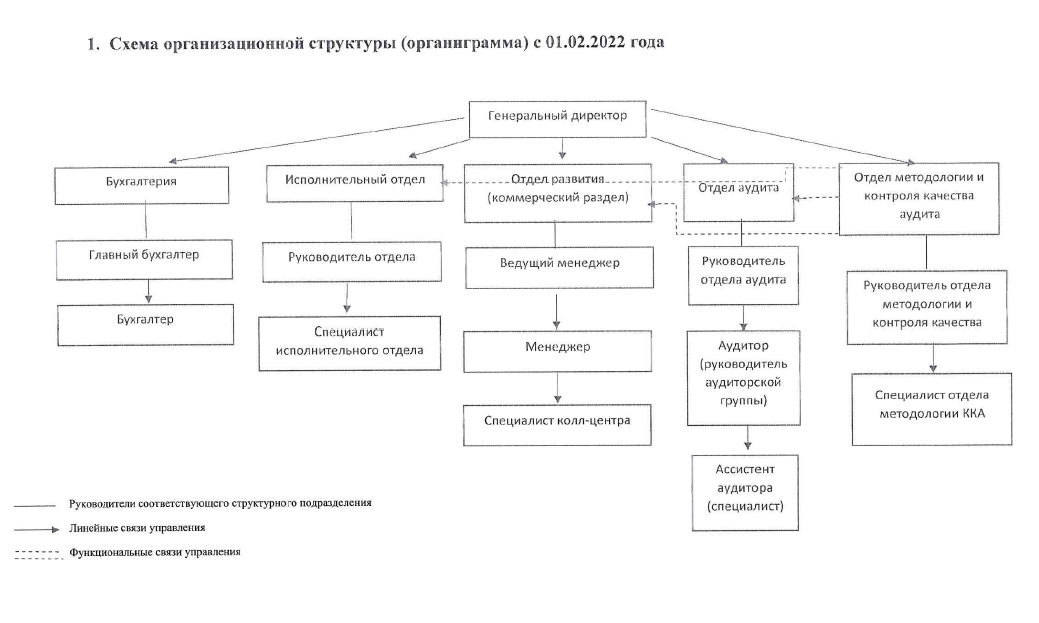 1. Схема организационной структуры (органиграмма) с 01.02.2022 года
Генеральный директор
Бухгалтерия
Исполнительный отдел
Отдел развития
(коммерческий раздел)
Отдел аудита
Отдел методологии и
контроля качества
аудита
Главный бухгалтер
Руководитель отдела
Ведущий менеджер
Руководитель
отдела аудита
Руководитель отдела
методологии и
контроля качества
Бухгалтер
Специалист
исполнительного отдела
Менеджер
Аудитор
(руководитель
аудиторской
группы)
Специалист отдела
методологии ККА
Специалист колл-центра
Ассистент
аудитора
(специалист)
Руководители соответствующего структурного подразделения
Линейные связи управления
Функциональные связи управления